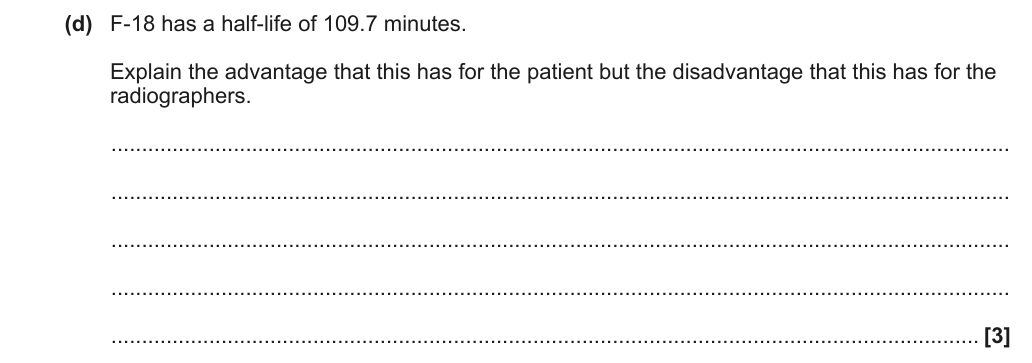 (d) F-18 has a half-life of 109.7 minutes.
Explain the advantage that this has for the patient but the disadvantage that this has for the
radiographers.
[3]